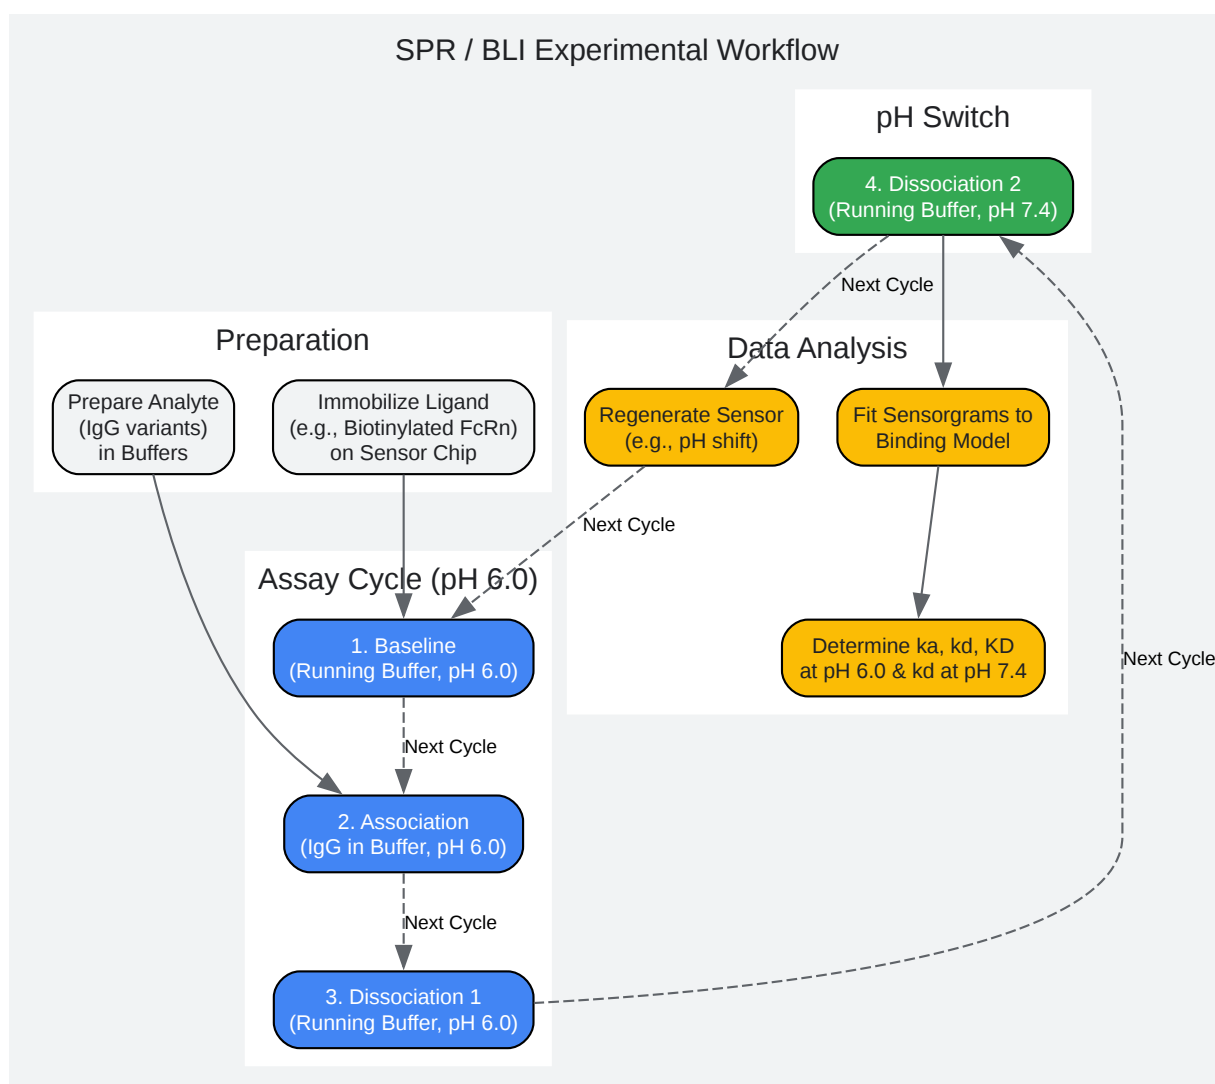 SPR / BLI Experimental Workflow
pH Switch
4. Dissociation 2
(Running Buffer, pH 7.4)
Next Cycle
Preparation
Prepare Analyte
(IgG variants)
in Buffers
Immobilize Ligand
(e.g., Biotinylated FcRn)
on Sensor Chip
Data Analysis
Regenerate Sensor
(e.g., pH shift)
Fit Sensorgrams to
Binding Model
Next Cycle
Assay Cycle (pH 6.0)
1. Baseline
(Running Buffer, pH 6.0)
Determine ka, kd, KD
at pH 6.0 & kd at pH 7.4
Next Cycle
Next Cycle
2. Association
(IgG in Buffer, pH 6.0)
Next Cycle
3. Dissociation 1
(Running Buffer, pH 6.0)